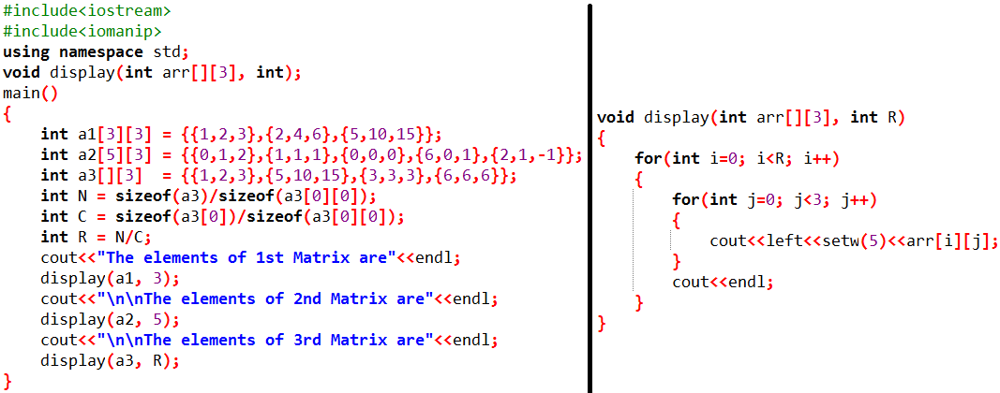 #include<iostream>
#include<iomanip>
using namespace std;
void display(int arr[][3], int);
main()
{
    int a1[3][3] = {{1,2,3},{2,4,6},{5,10,15}};
    int a2[5][3] = {{0,1,2},{1,1,1},{0,0,0},{6,0,1},{2,1,-1}};
    int a3[][3]  = {{1,2,3},{5,10,15},{3,3,3},{6,6,6}};
    int N = sizeof(a3)/sizeof(a3[0][0]);
    int C = sizeof(a3[0])/sizeof(a3[0][0]);
    int R = N/C;
    cout<<"The elements of 1st Matrix are"<<endl;
    display(a1, 3);
    cout<<"\n\nThe elements of 2nd Matrix are"<<endl;
    display(a2, 5);
    cout<<"\n\nThe elements of 3rd Matrix are"<<endl;
    display(a3, R);
}
void display(int arr[][3], int R)
{
    for(int i=0; i<R; i++)
    {
        for(int j=0; j<3; j++)
        {
            cout<<left<<setw(5)<<arr[i][j];
        }
        cout<<endl;
    }
}